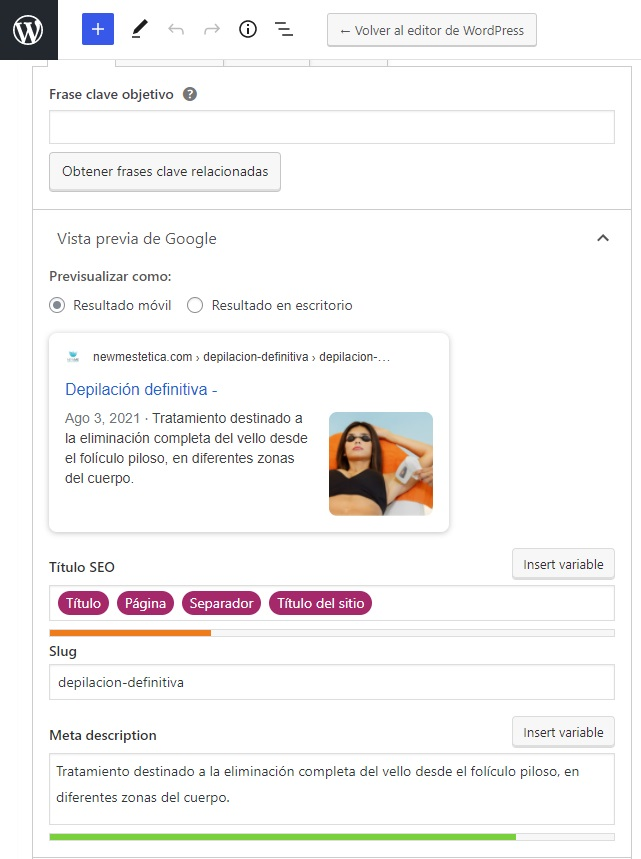 ← Volver al editor de WordPress
Frase clave objetivo ?
Obtener frases clave relacionadas
Vista previa de Google
Previsualizar como:
Resultado móvil Resultado en escritorio
newmestetica.com › depilacion-definitiva › depilacion-…
Depilación definitiva -
Ago 3, 2021 · Tratamiento destinado a
la eliminación completa del vello desde
el folículo piloso, en diferentes zonas
del cuerpo.
Título SEO Insert variable
Título Página Separador Título del sitio
Slug
depilacion-definitiva
Meta description Insert variable
Tratamiento destinado a la eliminación completa del vello desde el folículo piloso, en
diferentes zonas del cuerpo.